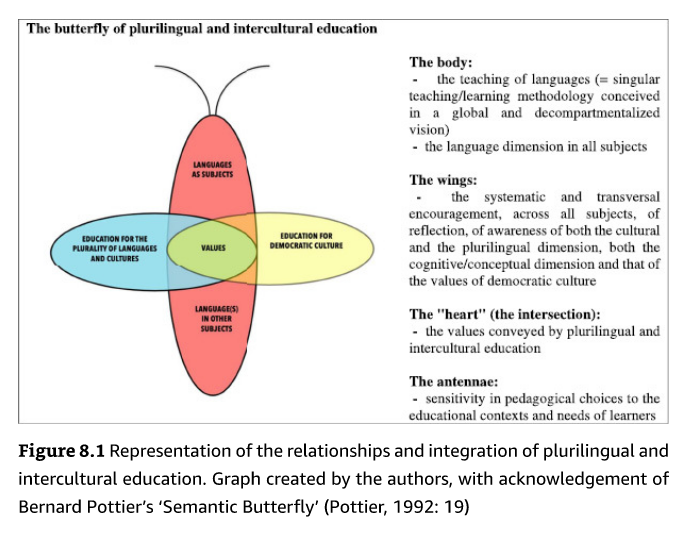 The butterfly of plurilingual and intercultural education
LANGUAGES
AS SUBJECTS
EDUCATION FOR THE
PLURALITY OF LANGUAGES
AND CULTURES
VALUES
EDUCATION FOR
DEMOCRATIC CULTURE
LANGUAGE(S)
IN OTHER
SUBJECTS
The body:
- the teaching of languages (= singular
teaching/learning methodology conceived
in a global and decompartmentalized
vision)
- the language dimension in all subjects
The wings:
- the systematic and transversal
encouraging, across all subjects, of
reflection, of awareness of both the cultural
and the plurilingual dimension, both the
cognitive/conceptual dimension and that of
the values of democratic culture
The "heart" (the intersection):
- the values conveyed by plurilingual and
intercultural education
The antennae:
- sensitivity in pedagogical choices to the
educational contexts and needs of learners
Figure 8.1 Representation of the relationships and integration of plurilingual and
intercultural education. Graph created by the authors, with acknowledgement of
Bernard Pottier’s ‘Semantic Butterfly’ (Pottier, 1992: 19)